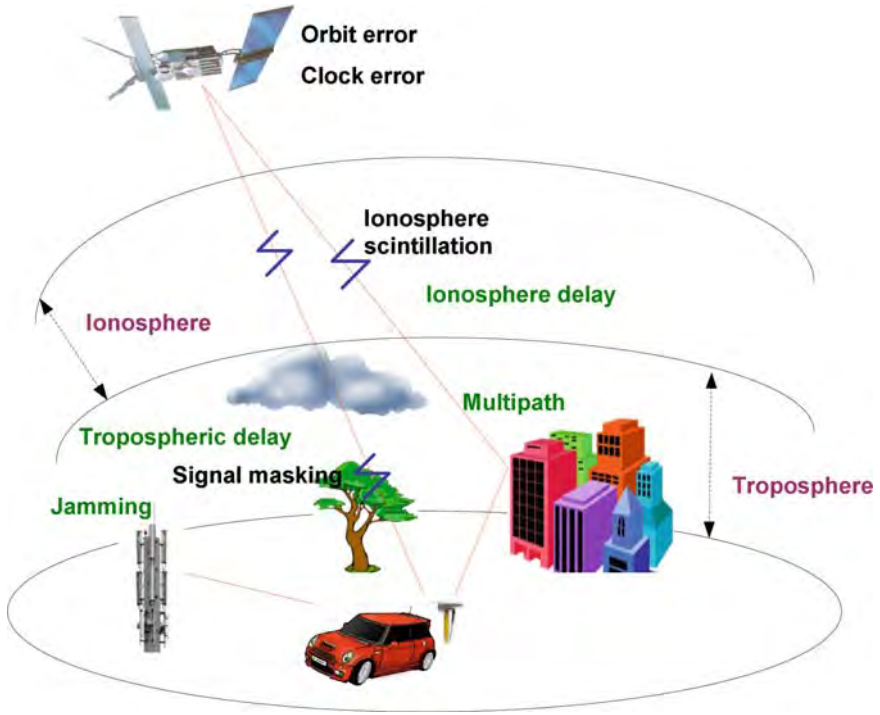 Orbit error
Clock error
Ionosphere
scintillation
Ionosphere delay
Ionosphere
Multipath
Tropospheric delay
Signal masking
Troposphere
Jamming